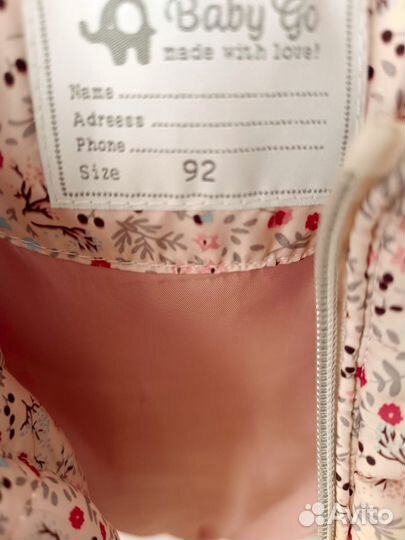 Baby Go
made with love!
Name
Adreess
Phone
Size 92
Avito